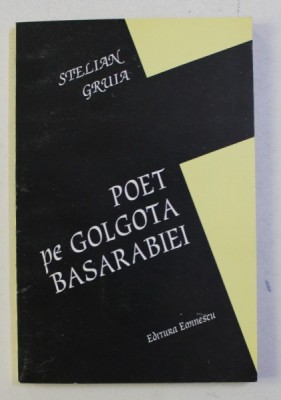 STELIAN
GRUIA
POET
pe GOLGOTA
BASARABIEI
Editura Eminescu